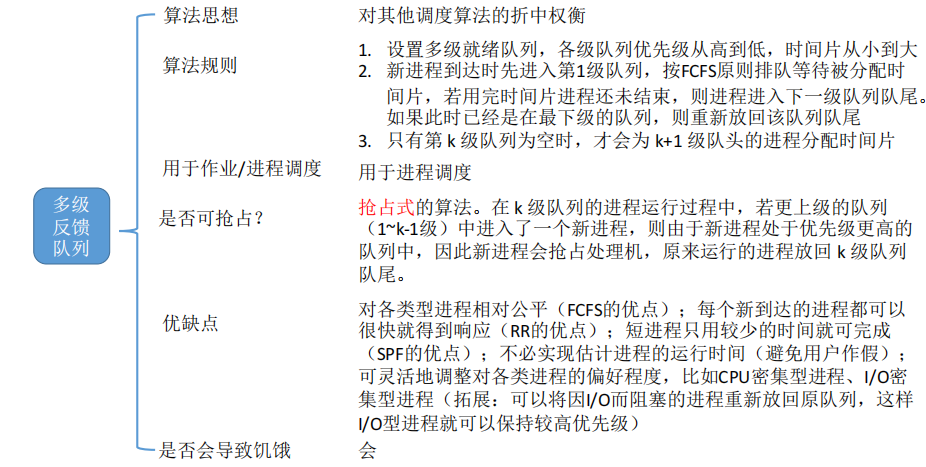 算法思想
对其他调度算法的折中权衡
算法规则
1. 设置多级就绪队列，各级队列优先级从高到低，时间片从小到大
2. 新进程到达时先进入第1级队列，按FCFS原则排队等待被分配时
间片，若用完时间片进程还未结束，则进程进入下一级队列队尾。
如果此时已经是在最下级的队列，则重新放回该队列队尾
3. 只有第 k 级队列为空时，才会为 k+1 级队头的进程分配时间片
用于作业/进程调度
用于进程调度
多级
反馈
队列
是否可抢占？
抢占式的算法。在 k 级队列的进程运行过程中，若更上级的队列
（1~k-1级）中进入了一个新进程，则由于新进程处于优先级更高的
队列中，因此新进程会抢占处理机，原来运行的进程放回 k 级队列
队尾。
优缺点
对各类型进程相对公平（FCFS的优点）；每个新到达的进程都可以
很快就得到响应（RR的优点）；短进程只用较少的时间就可完成
（SPF的优点）；不必实现估计进程的运行时间（避免用户作假）；
可灵活地调整对各类进程的偏好程度，比如CPU密集型进程、I/O密
集型进程（拓展：可以将因I/O而阻塞的进程重新放回原队列，这样
I/O型进程就可以保持较高优先级）
是否会导致饥饿
会